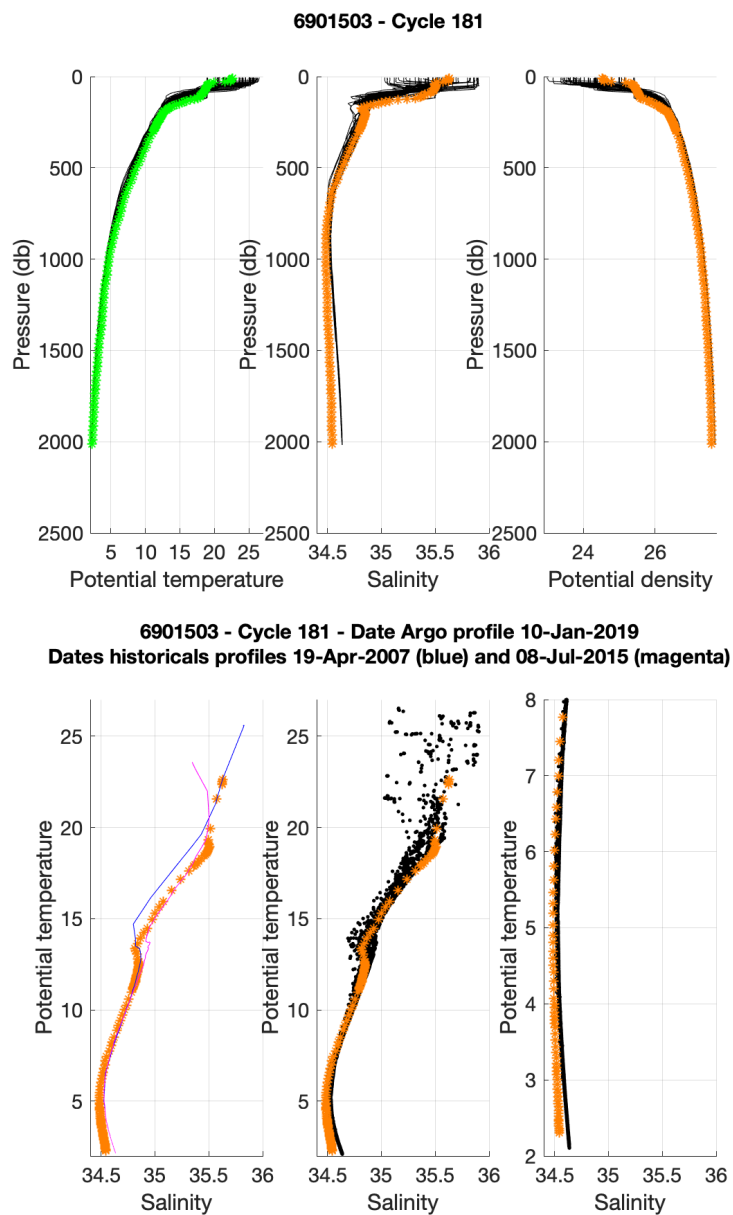 6901503 - Cycle 181
0
500
1000
1500
2000
2500
Pressure (db)
5 10 15 20 25
Potential temperature
0
500
1000
1500
2000
2500
Pressure (db)
34.5 35 35.5 36
Salinity
0
500
1000
1500
2000
2500
Pressure (db)
24 26
Potential density
6901503 - Cycle 181 - Date Argo profile 10-Jan-2019
Dates historicals profiles 19-Apr-2007 (blue) and 08-Jul-2015 (magenta)
25
20
15
10
5
Potential temperature
34.5 35 35.5 36
Salinity
25
20
15
10
5
Potential temperature
34.5 35 35.5 36
Salinity
8
7
6
5
4
3
2
Potential temperature
34.5 35 35.5 36
Salinity